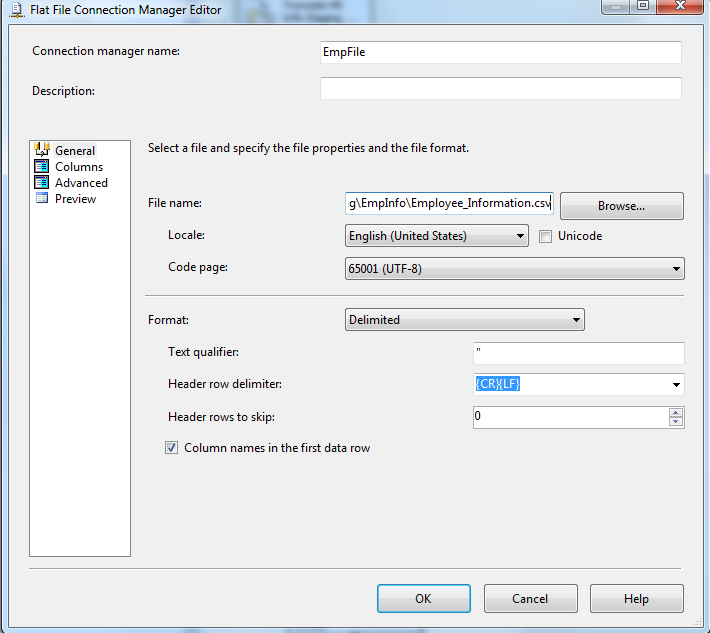 Flat File Connection Manager Editor
Connection manager name: EmpFile
Description:
Select a file and specify the file properties and the file format.
General
Columns
Advanced
Preview
File name: g\EmpInfo\Employee_Information.csv Browse...
Locale: English (United States) Unicode
Code page: 65001 (UTF-8)
Format: Delimited
Text qualifier: "
Header row delimiter: {CR}{LF}
Header rows to skip: 0
Column names in the first data row
OK Cancel Help